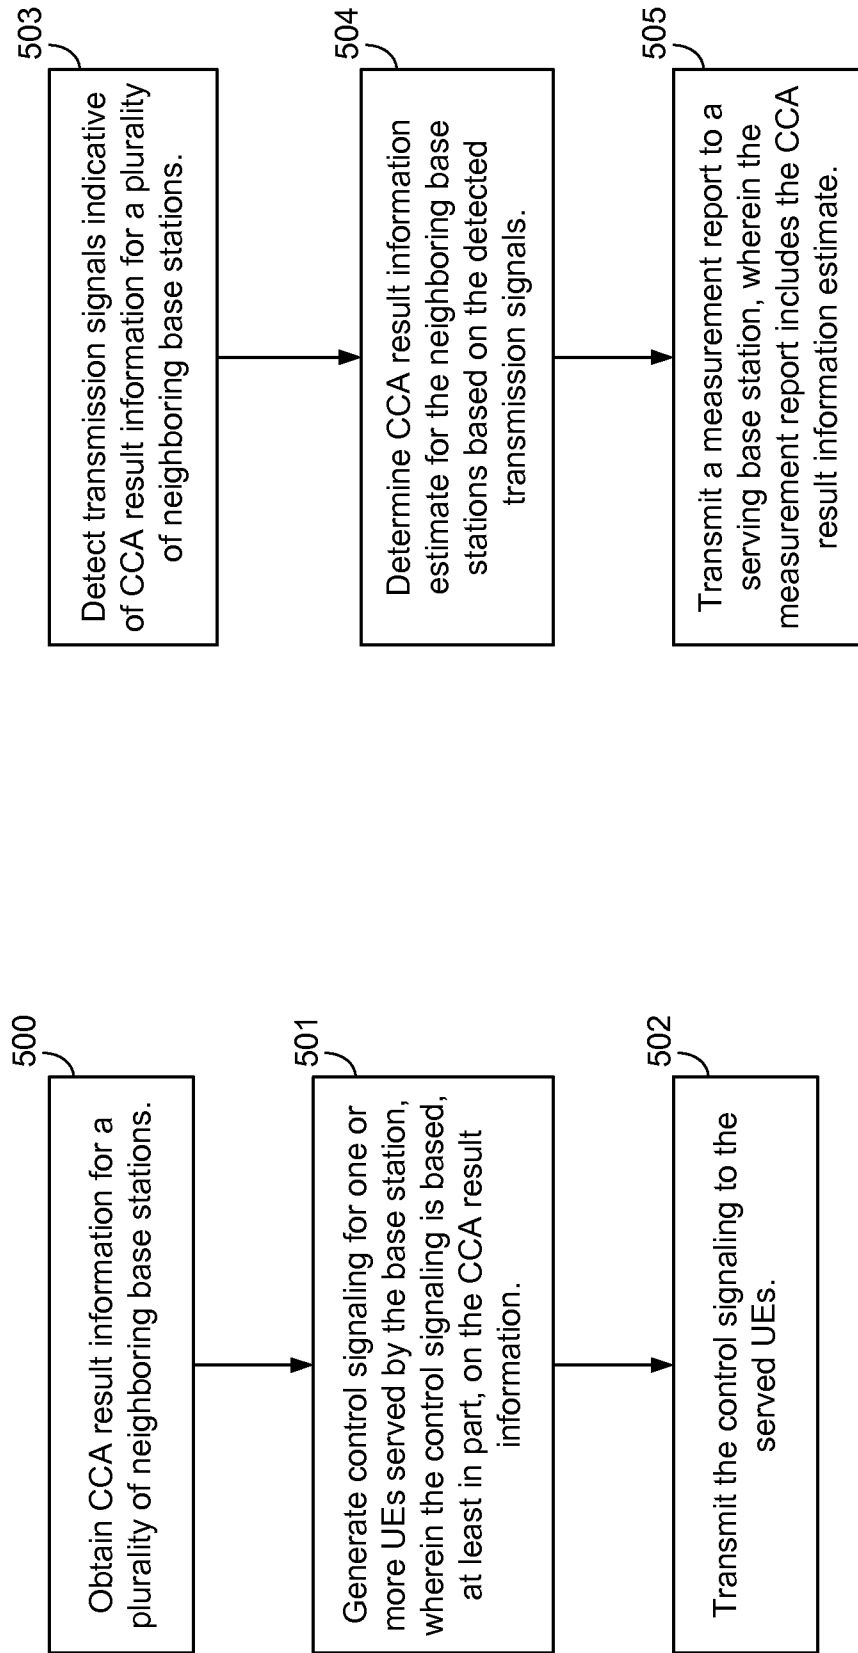 500
Obtain CCA result information for a
plurality of neighboring base stations.
501
Generate control signaling for one or
more UEs served by the base station,
wherein the control signaling is based,
at least in part, on the CCA result
information.
502
Transmit the control signaling to the
served UEs.
503
Detect transmission signals indicative
of CCA result information for a plurality
of neighboring base stations.
504
Determine CCA result information
estimate for the neighboring base
stations based on the detected
transmission signals.
505
Transmit a measurement report to a
serving base station, wherein the
measurement report includes the CCA
result information estimate.